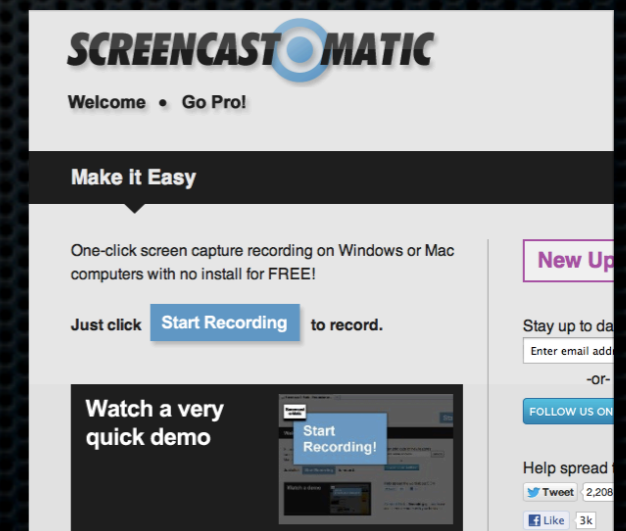 SCREENCAST O MATIC
Welcome • Go Pro!
Make it Easy
One-click screen capture recording on Windows or Mac
computers with no install for FREE!
Just click Start Recording to record.
Watch a very
quick demo
Start
Recording!
New Up
Stay up to da
Enter email addr
-or-
FOLLOW US ON
Help spread
Tweet 2,208
Like 3k